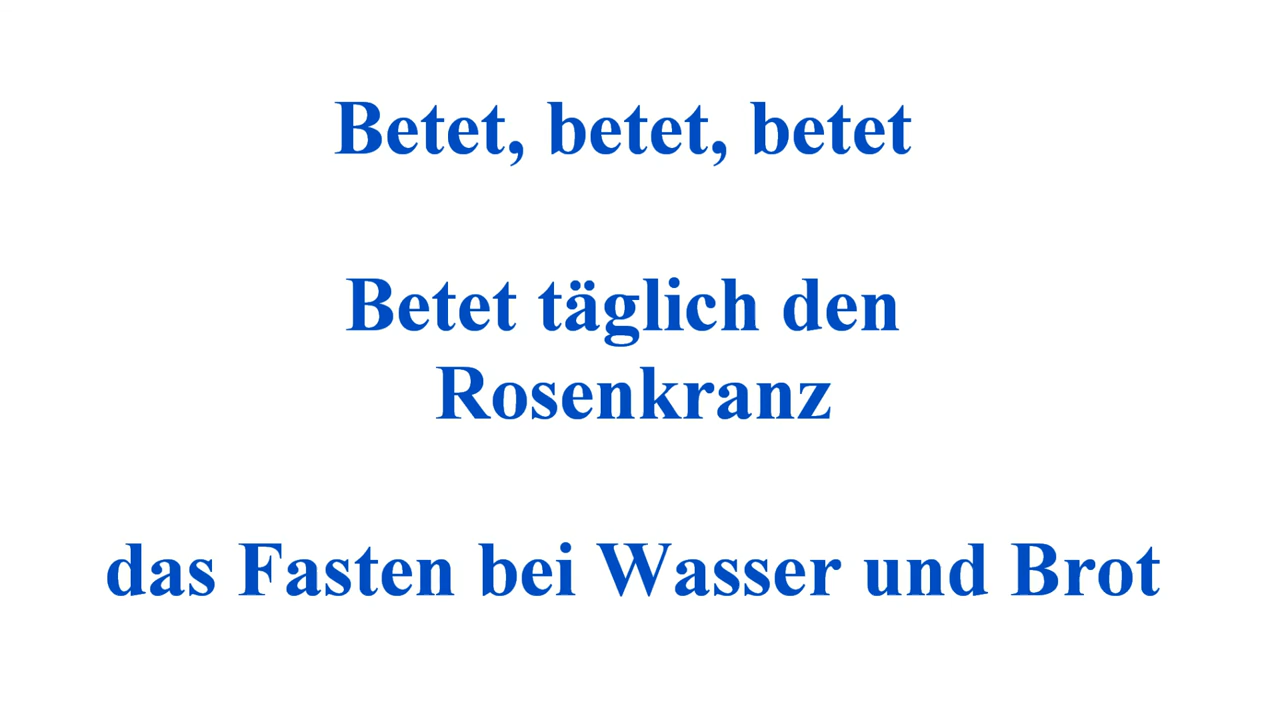 Betet, betet, betet
Betet täglich den
Rosenkranz
das Fasten bei Wasser und Brot